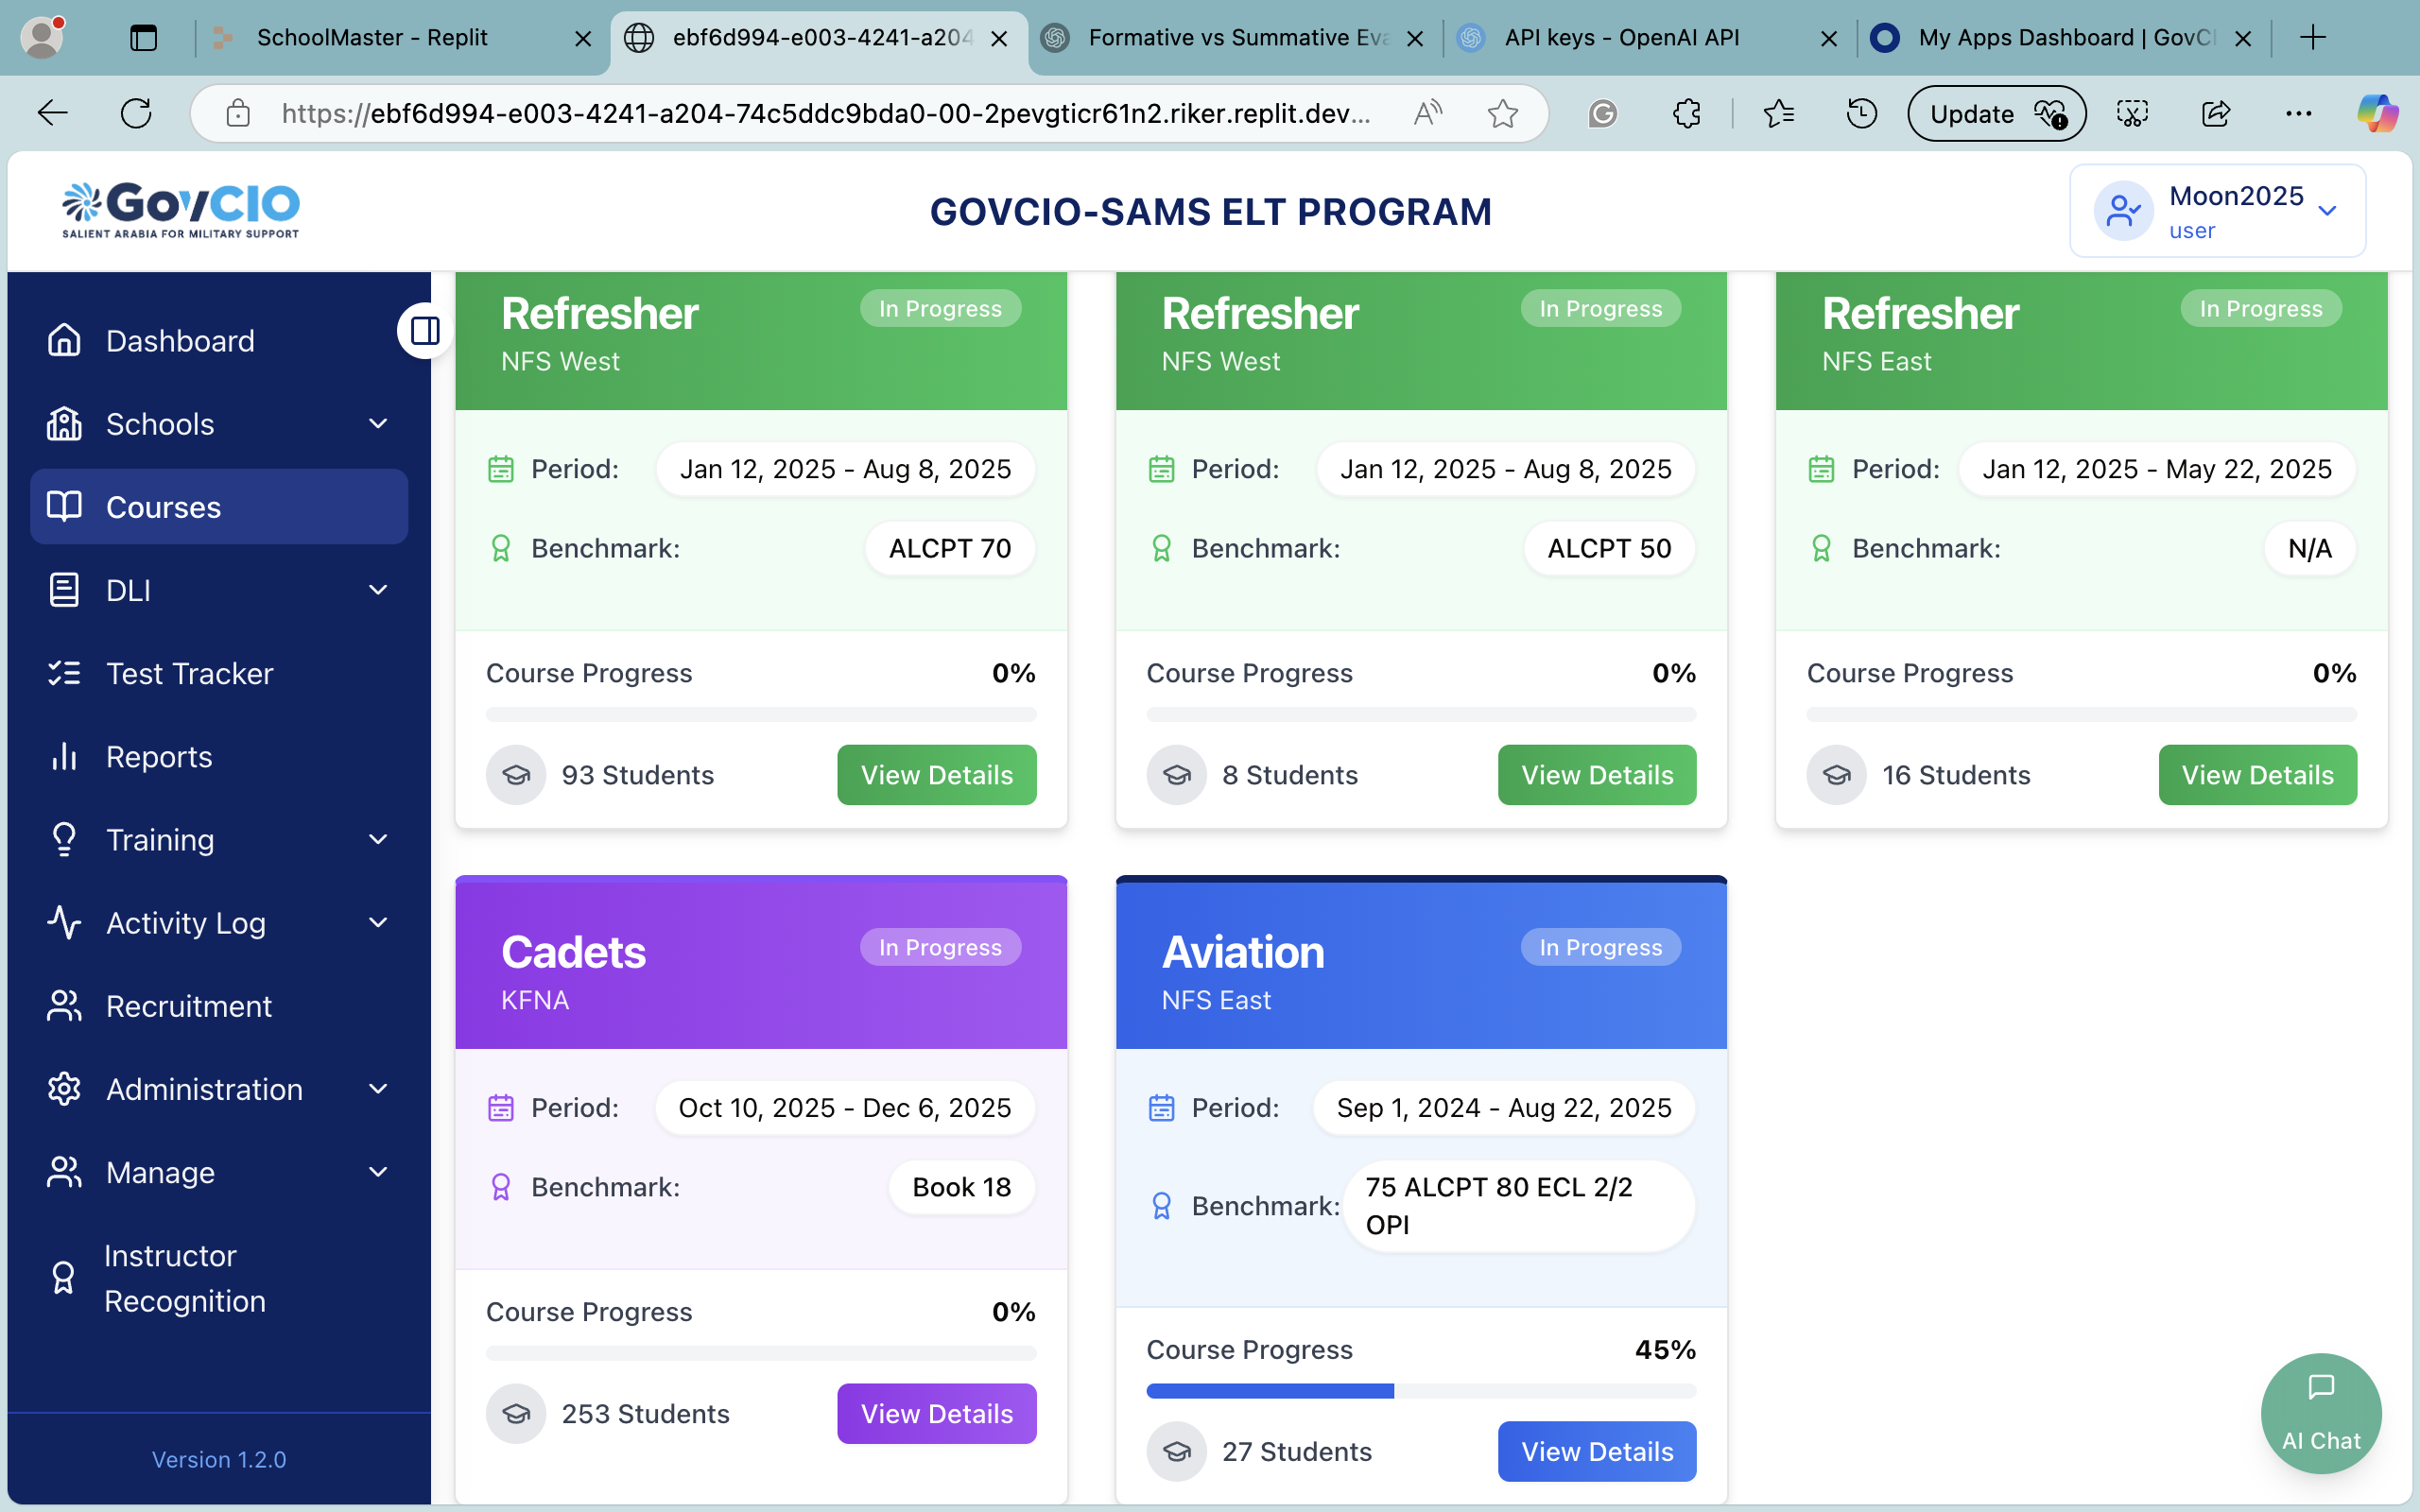 SchoolMaster - Replit
ebf6d994-e003-4241-a204
Formative vs Summative Eva
API keys - OpenAI API
My Apps Dashboard | GovCI
https://ebf6d994-e003-4241-a204-74c5ddc9bda0-00-2pevgticr61n2.riker.replit.dev...
Update
GovCIO
SALIENT ARABIA FOR MILITARY SUPPORT
GOVCIO-SAMS ELT PROGRAM
Moon2025
user
Dashboard
Schools
Courses
DLI
Test Tracker
Reports
Training
Activity Log
Recruitment
Administration
Manage
Instructor
Recognition
Version 1.2.0
Refresher
In Progress
NFS West
Period:
Jan 12, 2025 - Aug 8, 2025
Benchmark:
ALCPT 70
Course Progress
0%
93 Students
View Details
Refresher
In Progress
NFS West
Period:
Jan 12, 2025 - Aug 8, 2025
Benchmark:
ALCPT 50
Course Progress
0%
8 Students
View Details
Refresher
In Progress
NFS East
Period:
Jan 12, 2025 - May 22, 2025
Benchmark:
N/A
Course Progress
0%
16 Students
View Details
Cadets
In Progress
KFNA
Period:
Oct 10, 2025 - Dec 6, 2025
Benchmark:
Book 18
Course Progress
0%
253 Students
View Details
Aviation
In Progress
NFS East
Period:
Sep 1, 2024 - Aug 22, 2025
Benchmark:
75 ALCPT 80 ECL 2/2
OPI
Course Progress
45%
27 Students
View Details
AI Chat